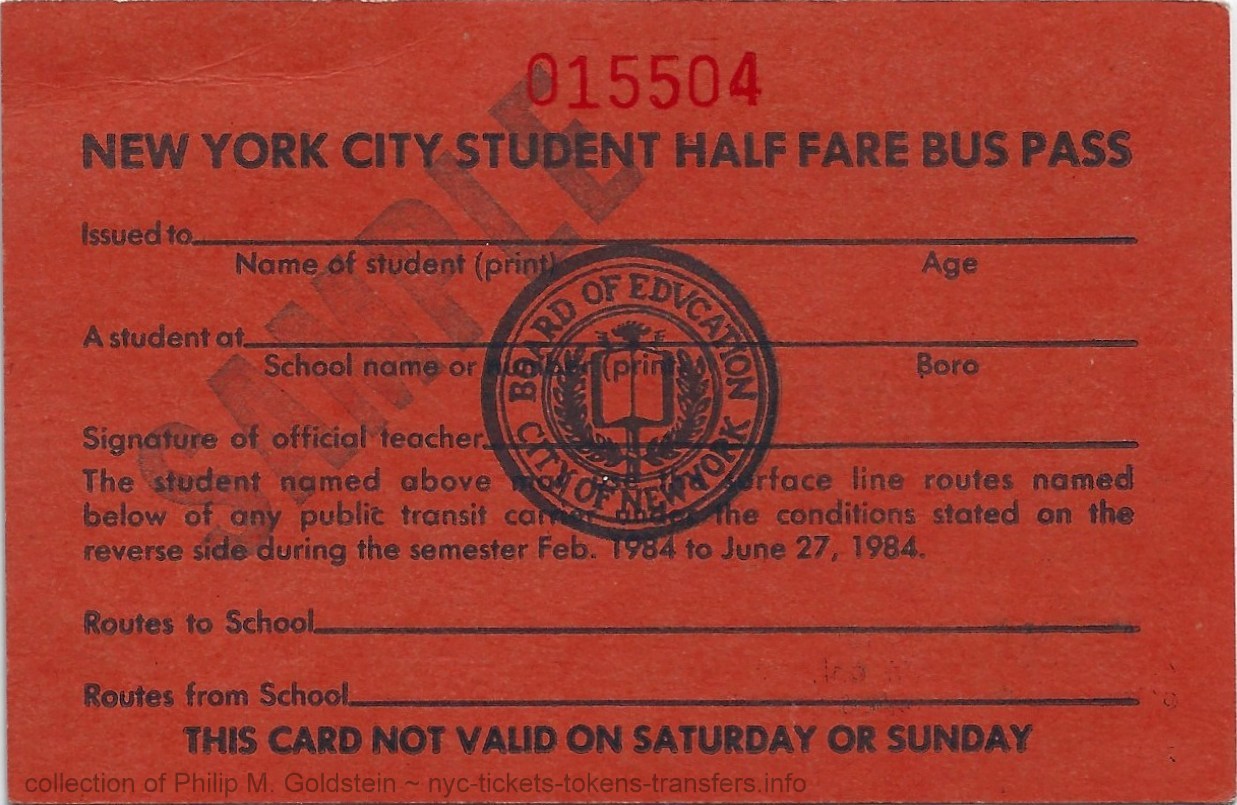 015504
NEW YORK CITY STUDENT HALF FARE BUS PASS
SAMPLE
Issued to
Name of student (print) Age
BOARD OF EDVCATION
CITY OF NEW YORK
A student at
School name or number (print) Boro
Signature of official teacher
The student named above may use the surface line routes named
below of any public transit carrier under the conditions stated on the
reverse side during the semester Feb. 1984 to June 27, 1984.
Routes to School
Routes from School
THIS CARD NOT VALID ON SATURDAY OR SUNDAY
collection of Philip M. Goldstein ~ nyc-tickets-tokens-transfers.info